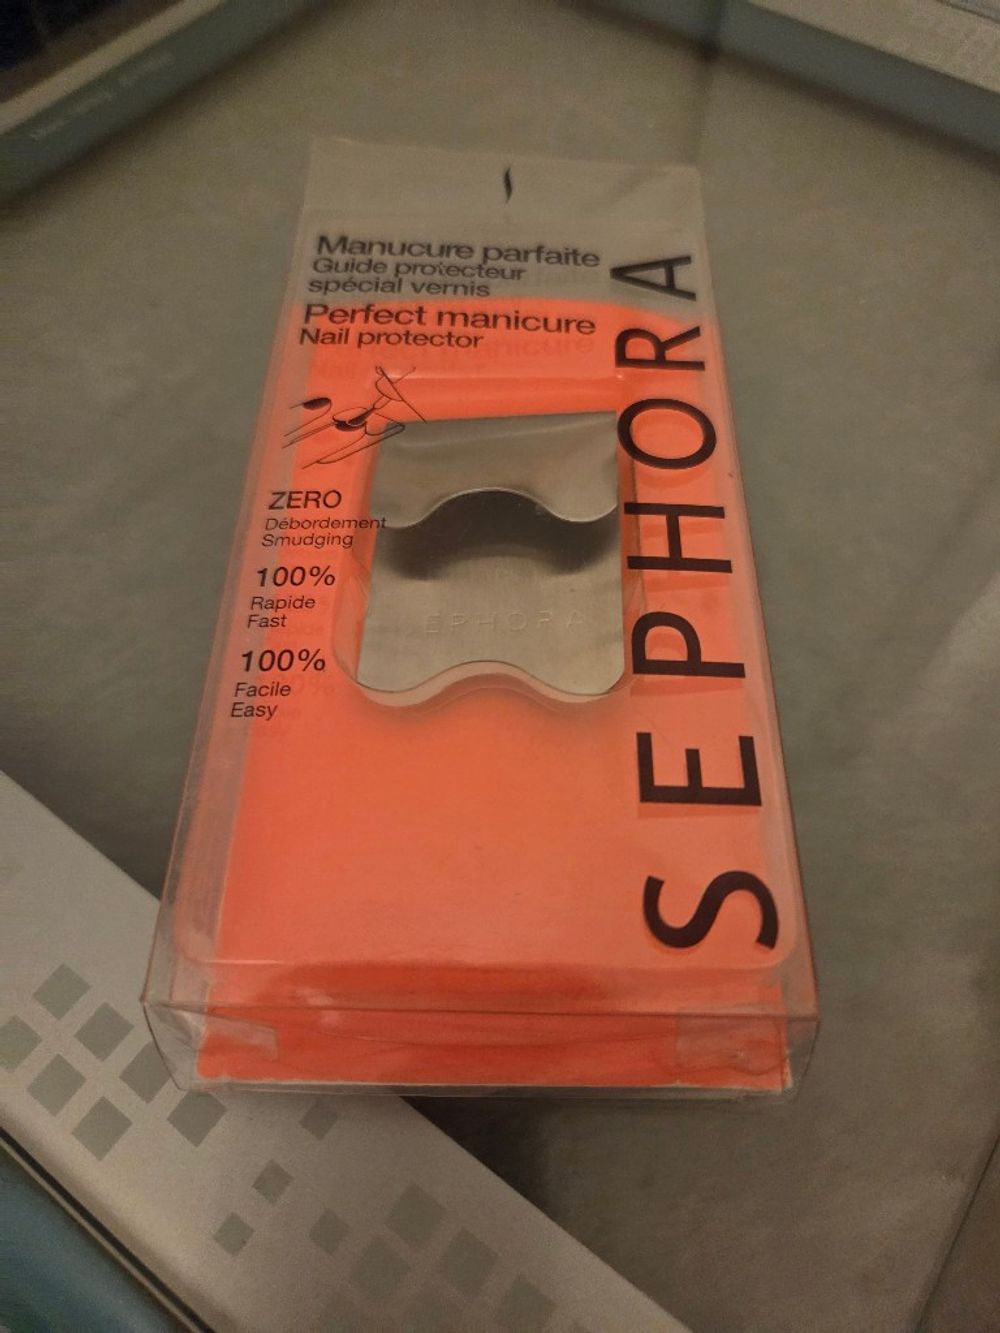 Manucure parfaite
Guide protecteur
spécial vernis
Perfect manicure
Nail protector
ZERO
Débordement
Smudging
100%
Rapide
Fast
100%
Facile
Easy
SEPHORA
EPHORA